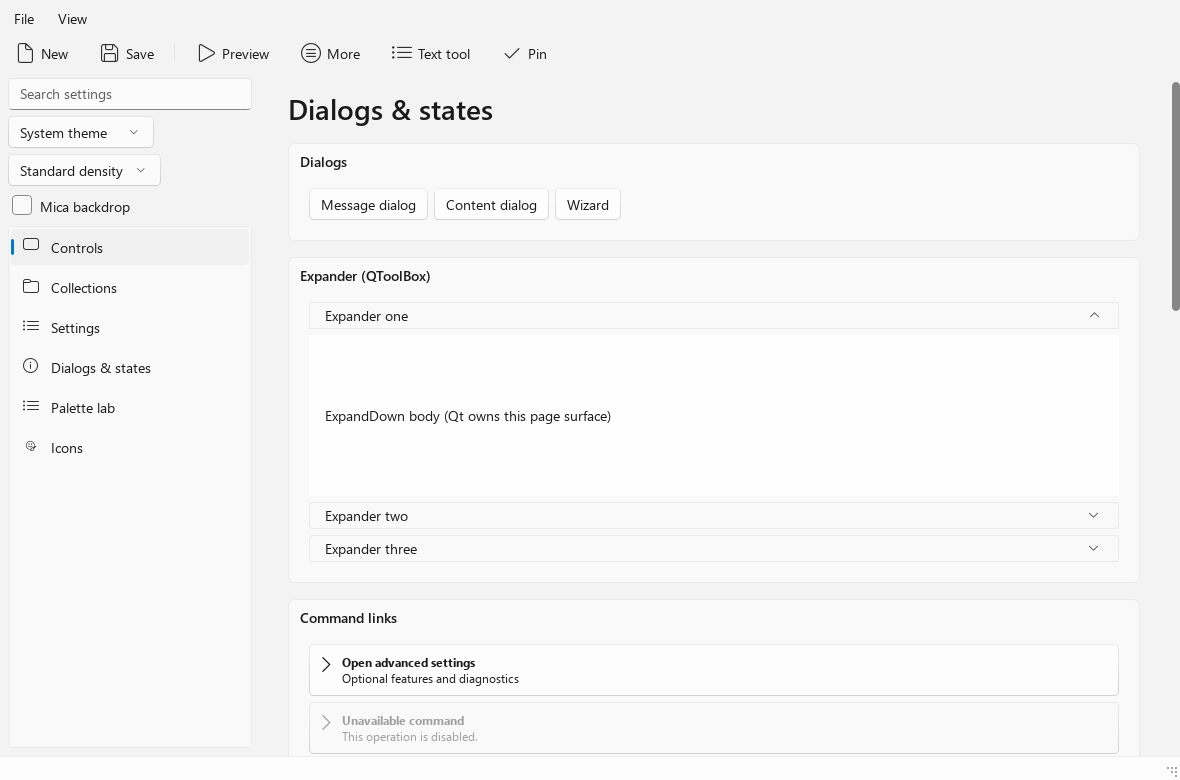 File View
New Save Preview More Text tool Pin
Search settings
System theme
Standard density
Mica backdrop
Controls
Collections
Settings
Dialogs & states
Palette lab
Icons
Dialogs & states
Dialogs
Message dialog Content dialog Wizard
Expander (QToolBox)
Expander one
ExpandDown body (Qt owns this page surface)
Expander two
Expander three
Command links
Open advanced settings
Optional features and diagnostics
Unavailable command
This operation is disabled.